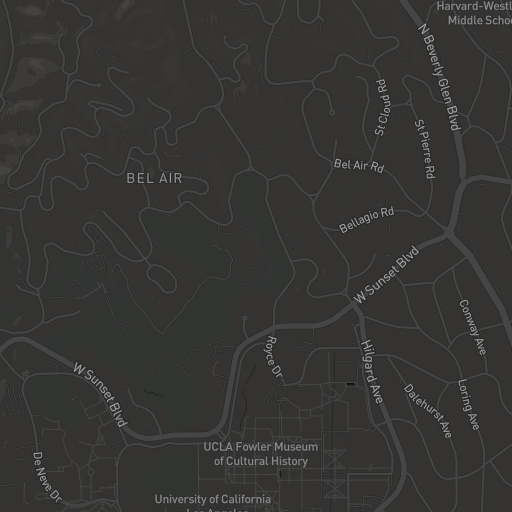 Harvard-Westl
Middle Schoo
N Beverly Glen Blvd
St Cloud Rd
St Pierre Rd
Bel Air Rd
BEL AIR
Bellagio Rd
W Sunset Blvd
Conway Ave
Royce Dr
Hilgard Ave
W Sunset Blvd
Dalehurst Ave
Loring Ave
De Neve Dr
UCLA Fowler Museum
of Cultural History
University of California
Los Angeles